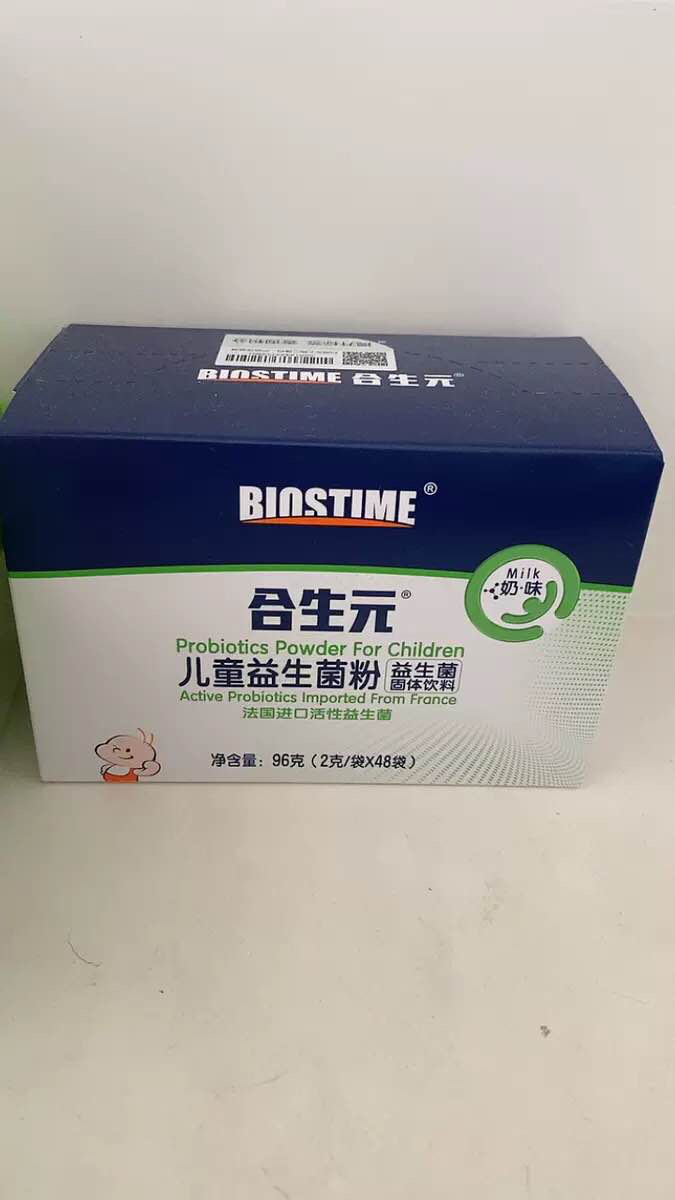 BIOSTIME 合生元®
BIOSTIME®
Milk
奶·味
合生元®
Probiotics Powder For Children
儿童益生菌粉
益生菌
固体饮料
Active Probiotics Imported From France
法国进口活性益生菌
净含量：96克（2克/袋X48袋）